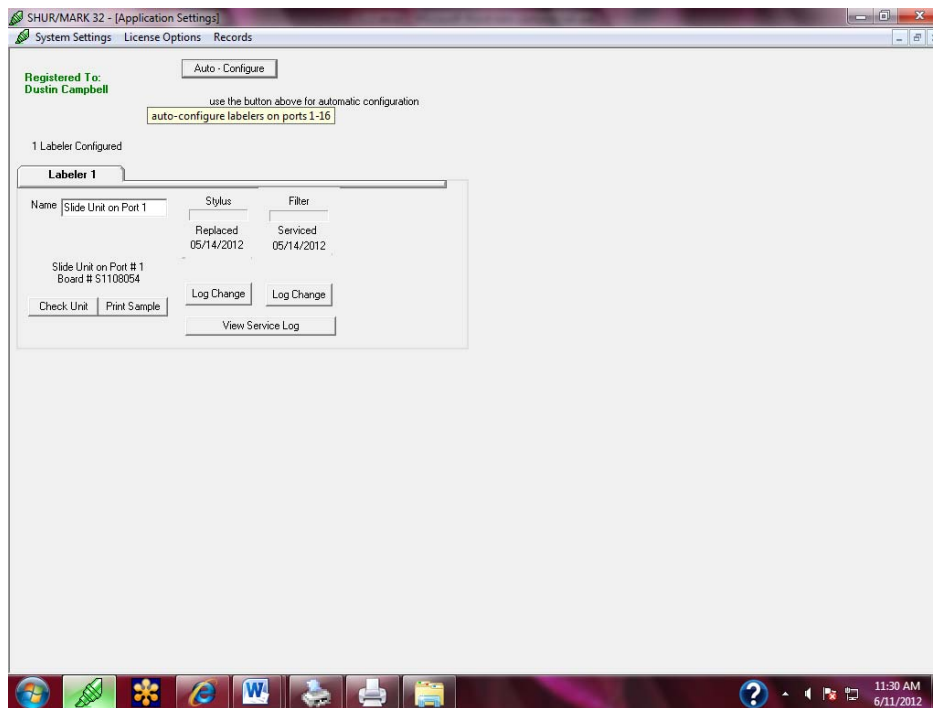 SHUR/MARK 32 - [Application Settings]
System Settings License Options Records
Auto - Configure
Registered To:
Dustin Campbell
use the button above for automatic configuration
auto-configure labelers on ports 1-16
1 Labeler Configured
Labeler 1
Name Slide Unit on Port 1
Stylus
Filter
Replaced
05/14/2012
Serviced
05/14/2012
Slide Unit on Port # 1
Board # S1108054
Log Change
Log Change
Check Unit
Print Sample
View Service Log
11:30 AM
6/11/2012